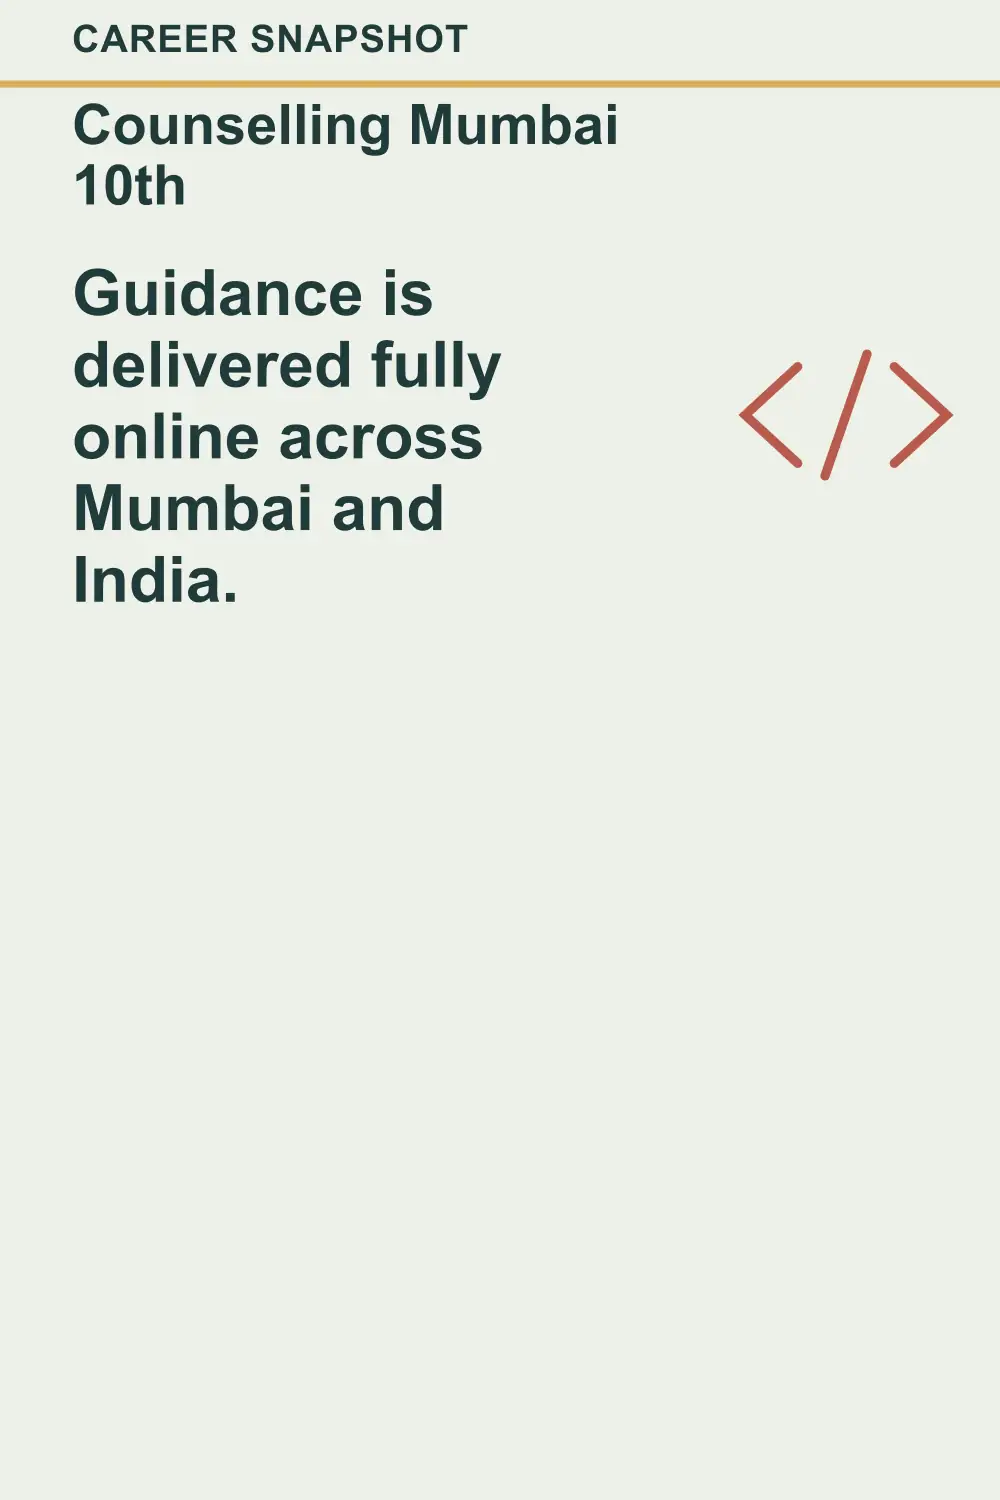 CAREER SNAPSHOT
Counselling Mumbai
10th
Guidance is
delivered fully
online across
Mumbai and
India.